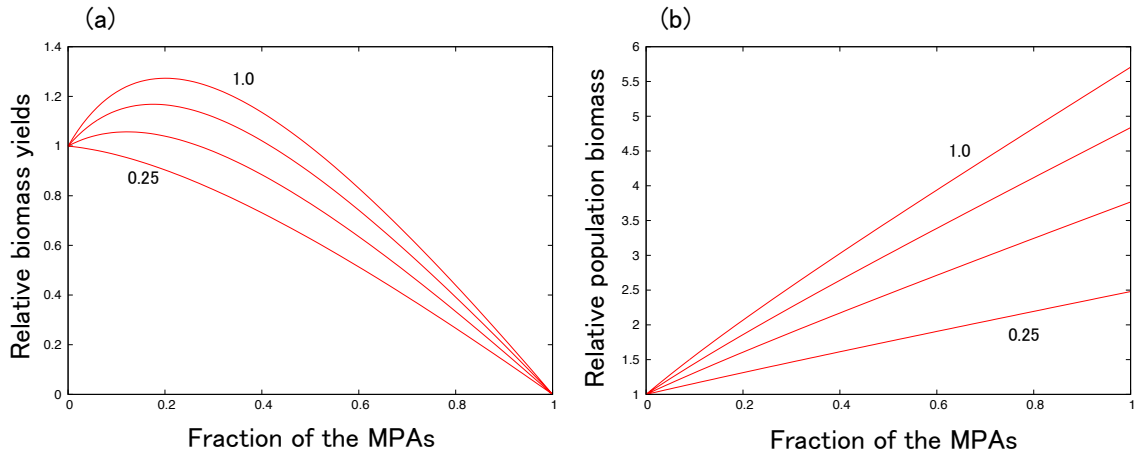 (a)
Relative biomass yields
1.4
1.2
1
0.8
0.6
0.4
0.2
0
1.0
0.25
0 0.2 0.4 0.6 0.8 1
Fraction of the MPAs
(b)
Relative population biomass
6
5.5
5
4.5
4
3.5
3
2.5
2
1.5
1
1.0
0.25
0 0.2 0.4 0.6 0.8 1
Fraction of the MPAs